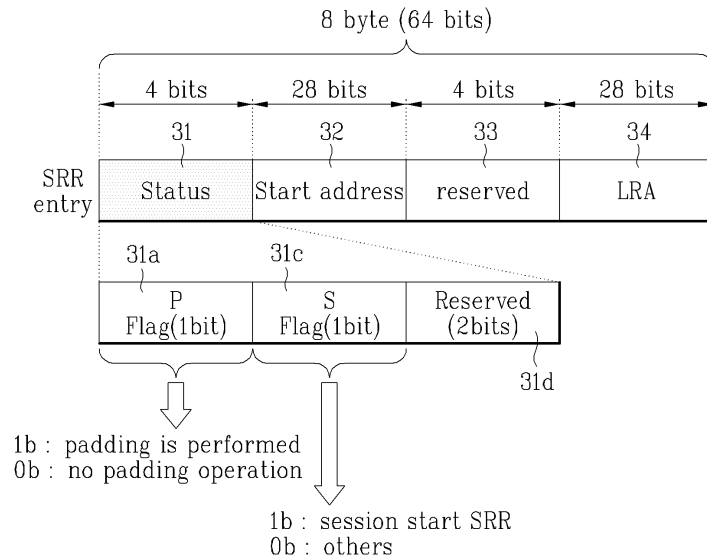 8 byte (64 bits)
4 bits 28 bits 4 bits 28 bits
31 32 33 34
SRR entry
Status Start address reserved LRA
31a 31c
P Flag(1bit)
S Flag(1bit)
Reserved (2bits)
31d
1b : padding is performed
0b : no padding operation
1b : session start SRR
0b : others